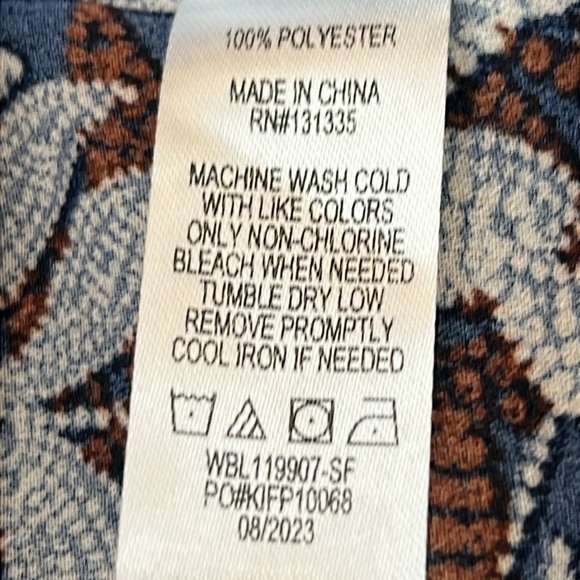 100% POLYESTER
MADE IN CHINA
RN#131335
MACHINE WASH COLD
WITH LIKE COLORS
ONLY NON-CHLORINE
BLEACH WHEN NEEDED
TUMBLE DRY LOW
REMOVE PROMPTLY
COOL IRON IF NEEDED
WBL119907-SF
PO#KIFP10068
08/2023